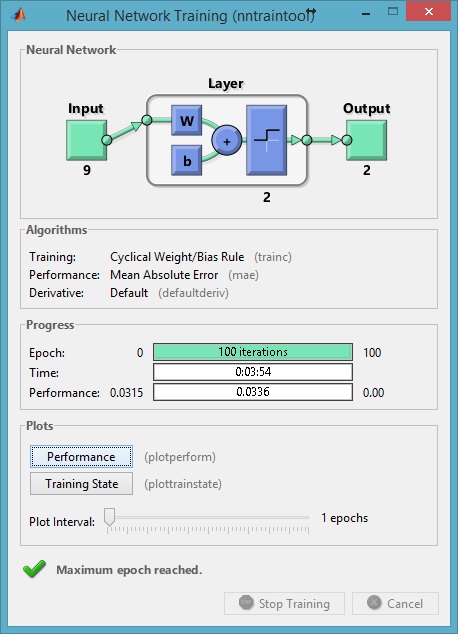 Neural Network Training (nntraintool)
Neural Network
Layer
Input
Output
W
b
+
9
2
2
Algorithms
Training: Cyclical Weight/Bias Rule (trainc)
Performance: Mean Absolute Error (mae)
Derivative: Default (defaultderiv)
Progress
Epoch: 0 100 iterations 100
Time: 0:03:54
Performance: 0.0315 0.0336 0.00
Plots
Performance (plotperform)
Training State (plottrainstate)
Plot Interval: 1 epochs
Maximum epoch reached.
Stop Training Cancel